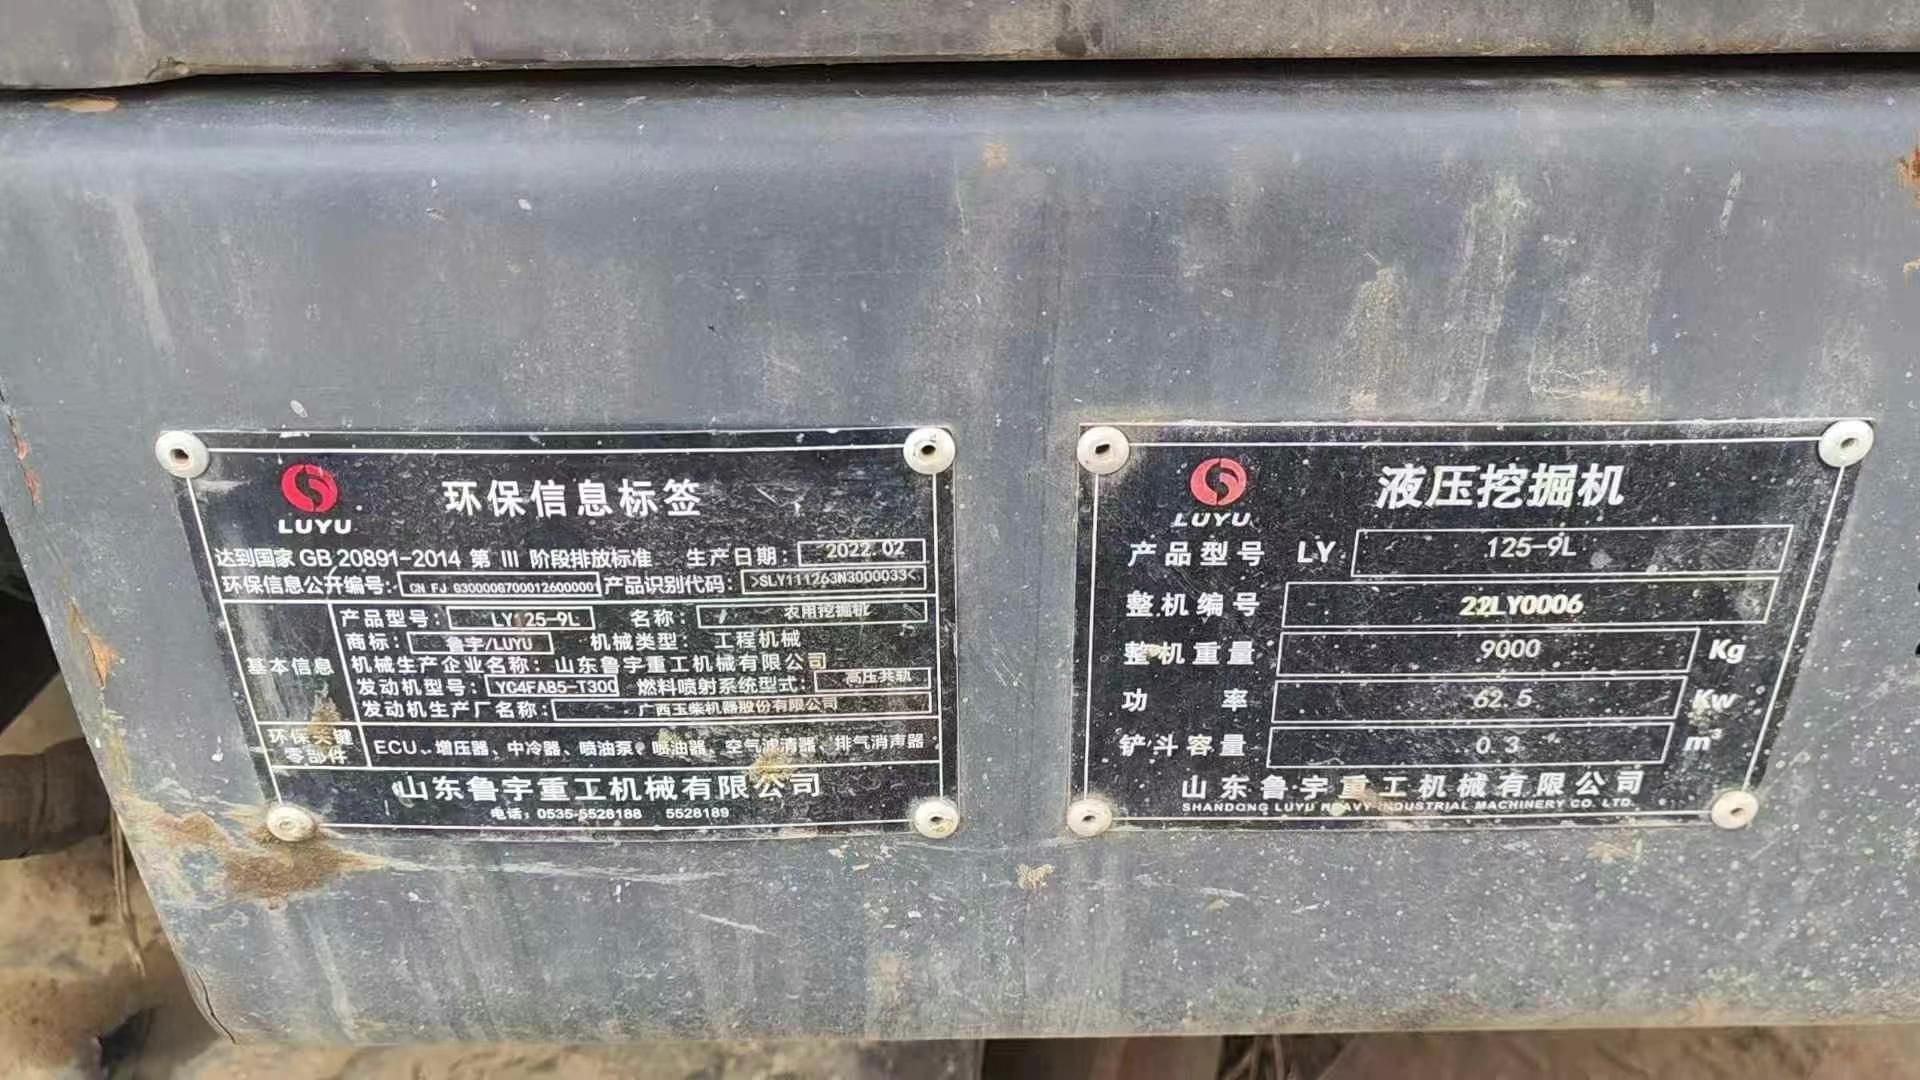 LUYU
环保信息标签
达到国家 GB 20891-2014 第 III 阶段排放标准 生产日期: 2022.02
环保信息公开编号: CN FJ G30000G7000126000001 产品识别代码: >SLY111263N3000033<
基本信息
产品型号: LY125-9L 名称: 农用挖掘机
商标: 鲁宇/LUYU 机械类型: 工程机械
机械生产企业名称: 山东鲁宇重工机械有限公司
发动机型号: YC4FA85-T300 燃料喷射系统型式: 高压共轨
发动机生产厂名称: 广西玉柴机器股份有限公司
环保关键零部件
ECU、增压器、中冷器、喷油泵、喷油器、空气滤清器、排气消声器
山东鲁宇重工机械有限公司
电话: 0535-5528188 5528189
LUYU
液压挖掘机
产品型号 LY 125-9L
整机编号 22LY0006
整机重量 9000 Kg
功率 62.5 Kw
铲斗容量 0.3 m³
山东鲁宇重工机械有限公司
SHANDONG LUYU HEAVY INDUSTRIAL MACHINERY CO. LTD.